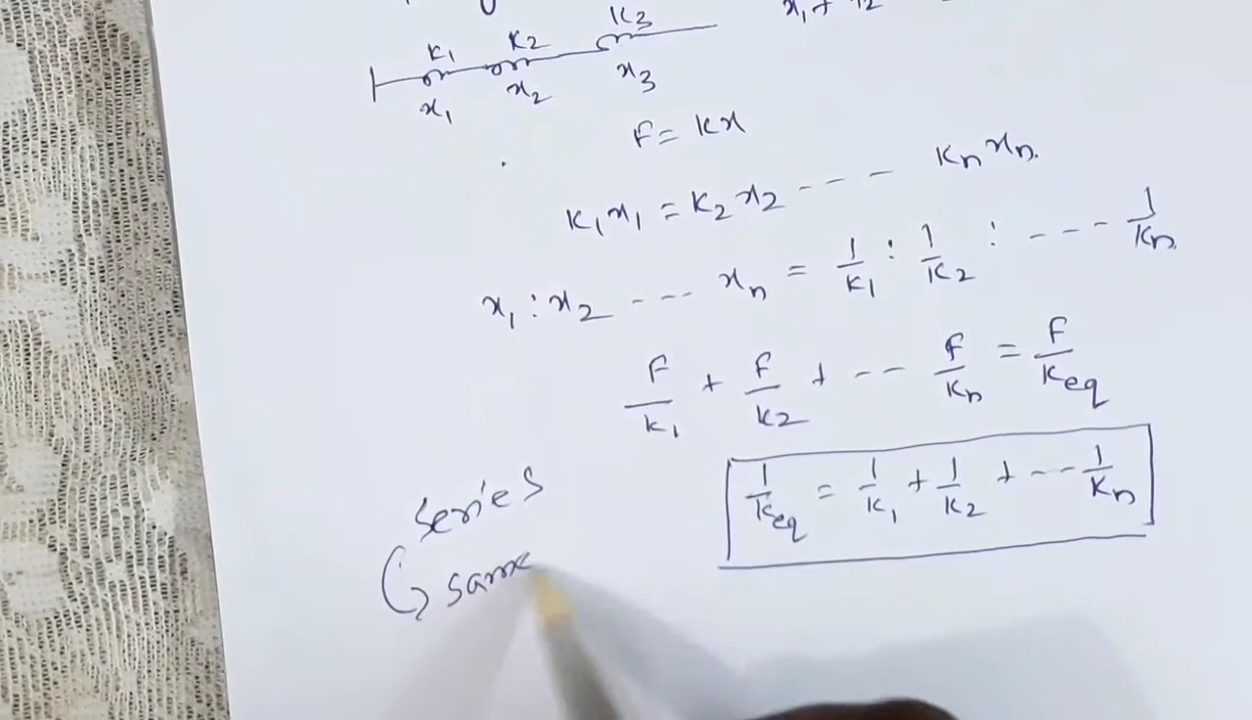 K₁ K₂ K₃
x₁ x₂ x₃
F = Kx
K₁x₁ = K₂x₂ ---- Kₙxₙ.
x₁ : x₂ ---- xₙ = 1/K₁ : 1/K₂ : ---- 1/Kₙ
F/K₁ + F/K₂ + -- F/Kₙ = F/Keq
1/Keq = 1/K₁ + 1/K₂ + -- 1/Kₙ
series
same